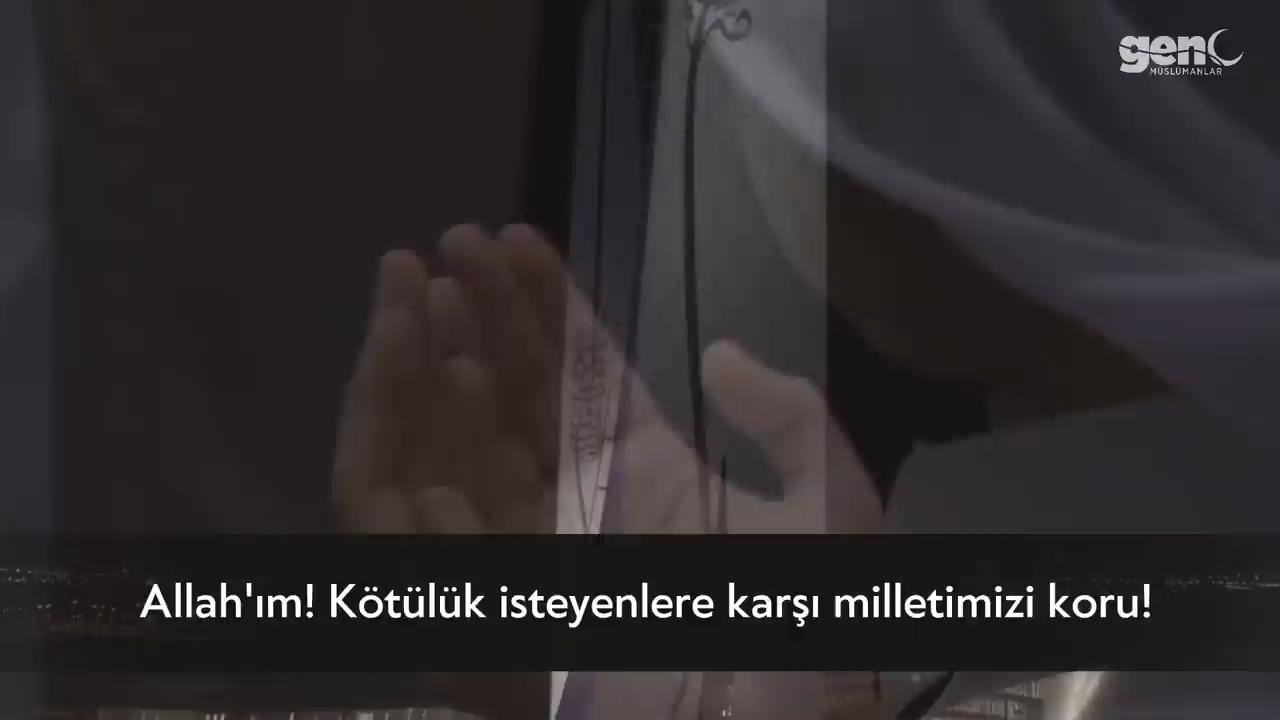 genç
MÜSLÜMANLAR
Allah'ım! Kötülük isteyenlere karşı milletimizi koru!